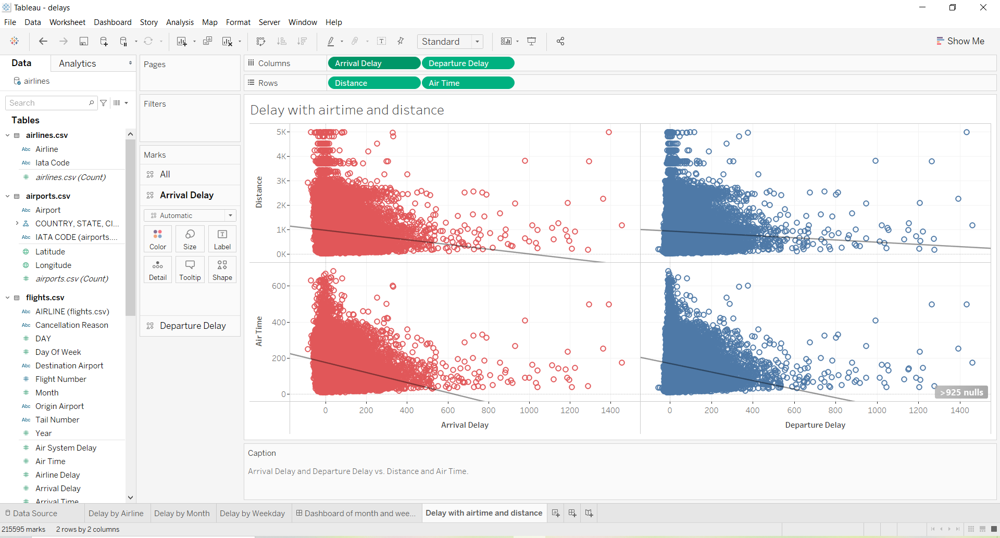 Tableau - delays
File Data Worksheet Dashboard Story Analysis Map Format Server Window Help
Standard
Show Me
Data Analytics
airlines
Search
Tables
airlines.csv
Abc Airline
Abc Iata Code
# airlines.csv (Count)
airports.csv
Abc Airport
COUNTRY, STATE, CI...
Abc IATA CODE (airports....
Latitude
Longitude
# airports.csv (Count)
flights.csv
Abc AIRLINE (flights.csv)
Abc Cancellation Reason
# DAY
# Day Of Week
Abc Destination Airport
# Flight Number
# Month
Abc Origin Airport
Abc Tail Number
# Year
# Air System Delay
# Air Time
# Airline Delay
# Arrival Delay
# Arrival Time
Pages
Filters
Marks
All
Arrival Delay
Automatic
Color Size Label
Detail Tooltip Shape
Departure Delay
Columns Arrival Delay Departure Delay
Rows Distance Air Time
Delay with airtime and distance
Distance
5K
4K
3K
2K
1K
0K
Air Time
600
400
200
0
>925 nulls
0 200 400 600 800 1000 1200 1400
0 200 400 600 800 1000 1200 1400
Arrival Delay Departure Delay
Caption
Arrival Delay and Departure Delay vs. Distance and Air Time.
Data Source Delay by Airline Delay by Month Delay by Weekday Dashboard of month and wee... Delay with airtime and distance
215595 marks 2 rows by 2 columns